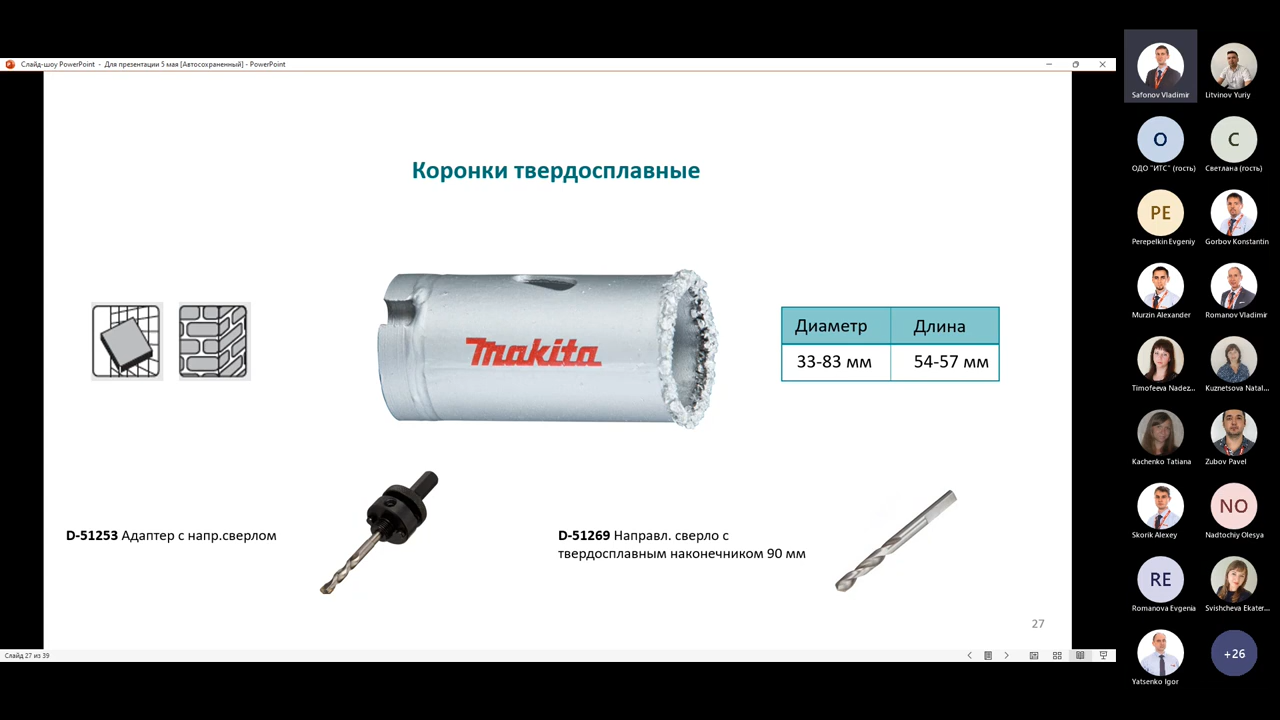 Слайд-шоу PowerPoint - Для презентации 5 мая [Автосохраненный] - PowerPoint
Коронки твердосплавные
Makita
Диаметр Длина
33-83 мм 54-57 мм
D-51253 Адаптер с напр.сверлом
D-51269 Направл. сверло с
твердосплавным наконечником 90 мм
27
Слайд 27 из 39
Safonov Vladimir
Litvinov Yuriy
О
С
ОДО "ИТС" (гость)
Светлана (гость)
PE
Perepelkin Evgeniy
Gorbov Konstantin
Murzin Alexander
Romanov Vladimir
Timofeeva Nadez...
Kuznetsova Natal...
Kachenko Tatiana
Zubov Pavel
NO
Skorik Alexey
Nadtochiy Olesya
RE
Romanova Evgenia
Svishcheva Ekater...
+26
Yatsenko Igor